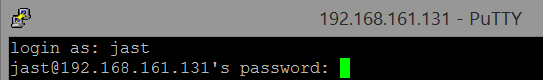 192.168.161.131 - PuTTY
login as: jast
jast@192.168.161.131's password: